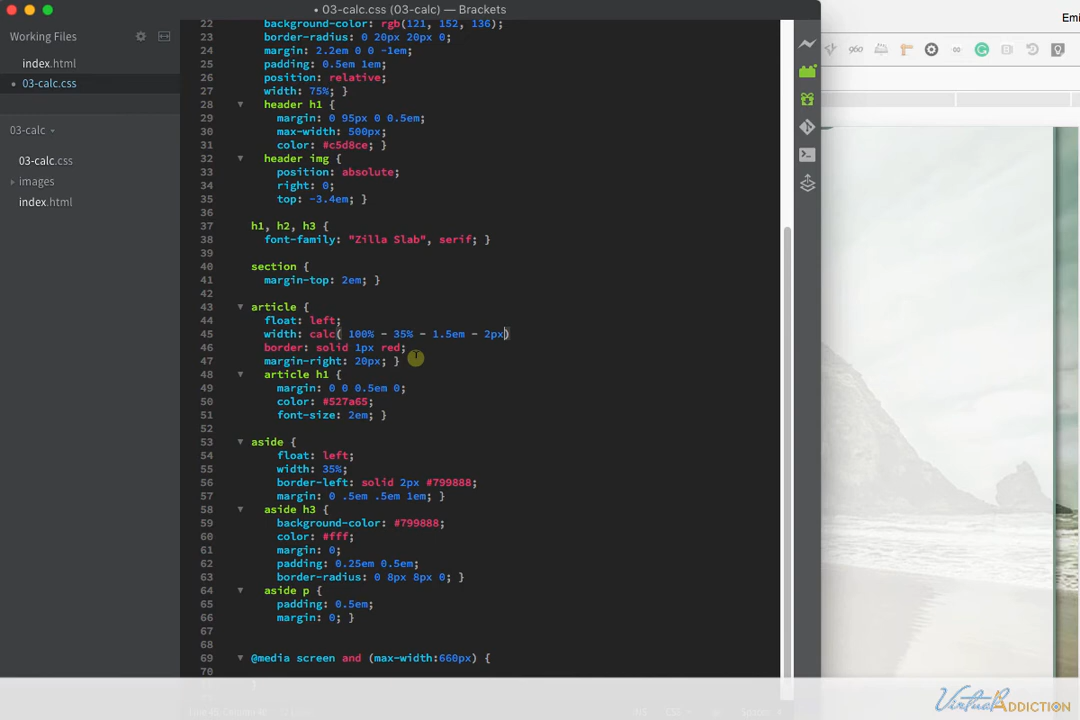 • 03-calc.css (03-calc) — Brackets
Emi
Working Files
index.html
• 03-calc.css
03-calc
03-calc.css
images
index.html
960
22 background-color: rgb(121, 152, 136);
23 border-radius: 0 20px 20px 0;
24 margin: 2.2em 0 0 -1em;
25 padding: 0.5em 1em;
26 position: relative;
27 width: 75%; }
28 header h1 {
29 margin: 0 95px 0 0.5em;
30 max-width: 500px;
31 color: #c5d8ce; }
32 header img {
33 position: absolute;
34 right: 0;
35 top: -3.4em; }
36
37 h1, h2, h3 {
38 font-family: "Zilla Slab", serif; }
39
40 section {
41 margin-top: 2em; }
42
43 article {
44 float: left;
45 width: calc( 100% - 35% - 1.5em - 2px)
46 border: solid 1px red;
47 margin-right: 20px; }
48 article h1 {
49 margin: 0 0 0.5em 0;
50 color: #527a65;
51 font-size: 2em; }
52
53 aside {
54 float: left;
55 width: 35%;
56 border-left: solid 2px #799888;
57 margin: 0 .5em .5em 1em; }
58 aside h3 {
59 background-color: #799888;
60 color: #fff;
61 margin: 0;
62 padding: 0.25em 0.5em;
63 border-radius: 0 8px 8px 0; }
64 aside p {
65 padding: 0.5em;
66 margin: 0; }
67
68
69 @media screen and (max-width:660px) {
70
VirtualAddiction